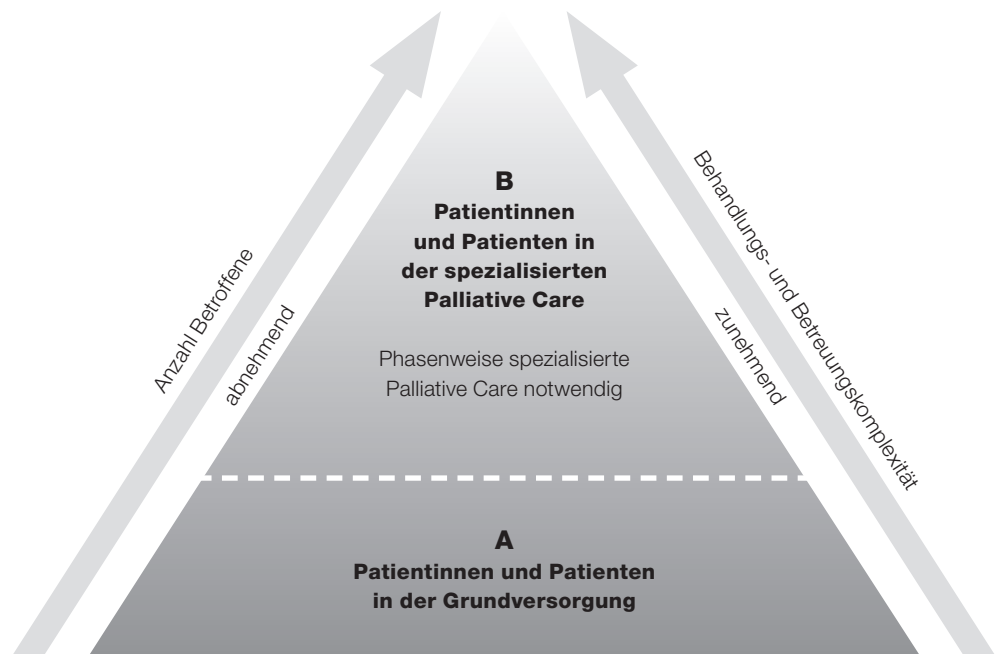 Anzahl Betroffene
abnehmend
B
Patientinnen
und Patienten in
der spezialisierten
Palliative Care
Phasenweise spezialisierte
Palliative Care notwendig
Behandlungs- und Betreuungskomplexität
zunehmend
A
Patientinnen und Patienten
in der Grundversorgung